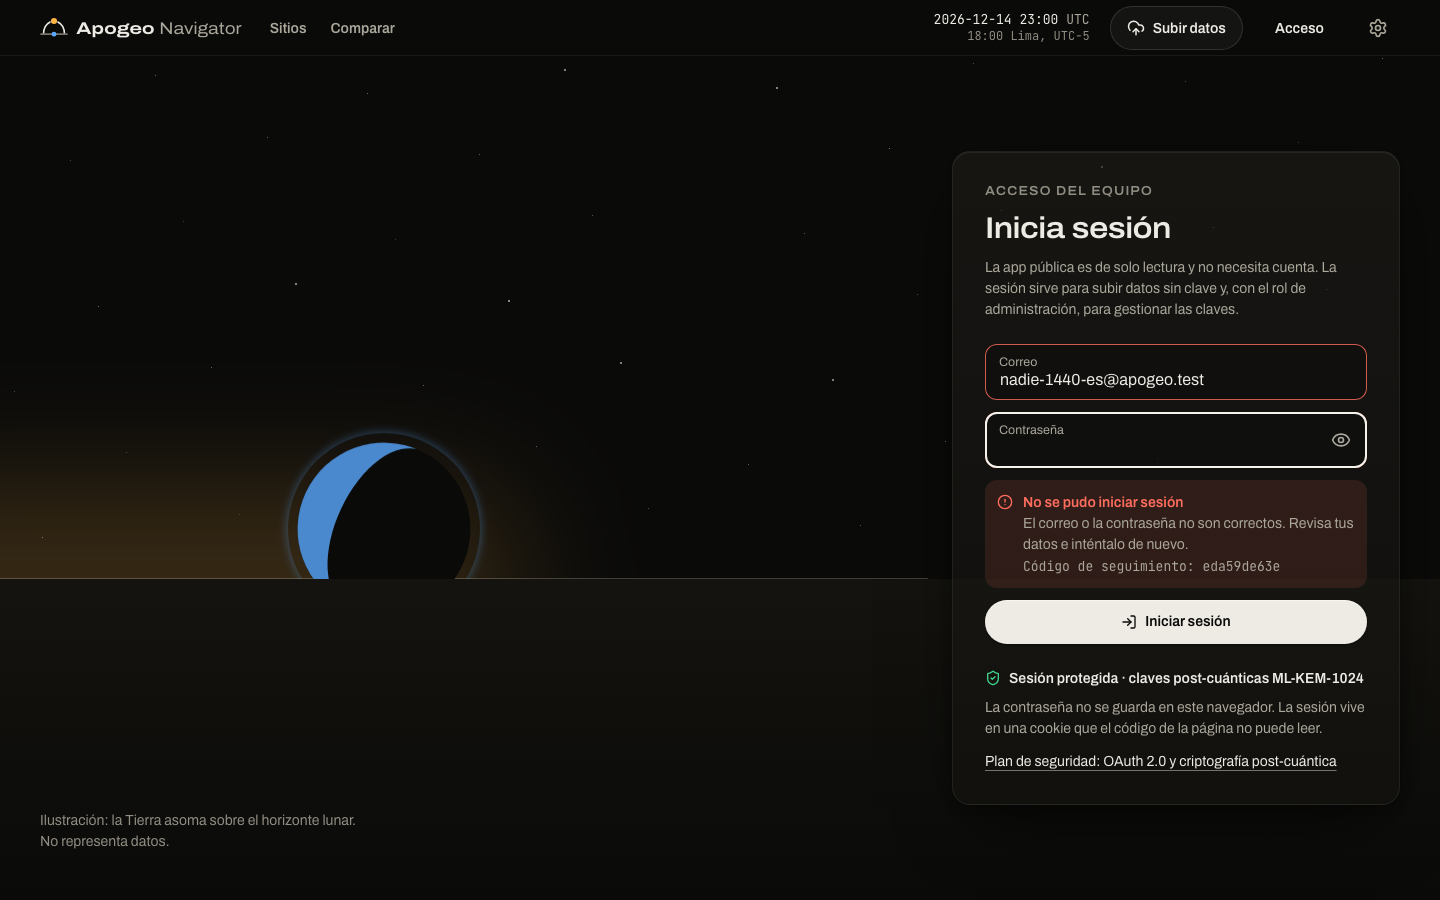 Apogeo Navigator
Sitios
Comparar
2026-12-14 23:00 UTC
18:00 Lima, UTC-5
Subir datos
Acceso
ACCESO DEL EQUIPO
Inicia sesión
La app pública es de solo lectura y no necesita cuenta. La
sesión sirve para subir datos sin clave y, con el rol de
administración, para gestionar las claves.
Correo
nadie-1440-es@apogeo.test
Contraseña
No se pudo iniciar sesión
El correo o la contraseña no son correctos. Revisa tus
datos e inténtalo de nuevo.
Código de seguimiento: eda59de63e
Iniciar sesión
Sesión protegida · claves post-cuánticas ML-KEM-1024
La contraseña no se guarda en este navegador. La sesión vive
en una cookie que el código de la página no puede leer.
Plan de seguridad: OAuth 2.0 y criptografía post-cuántica
Ilustración: la Tierra asoma sobre el horizonte lunar.
No representa datos.